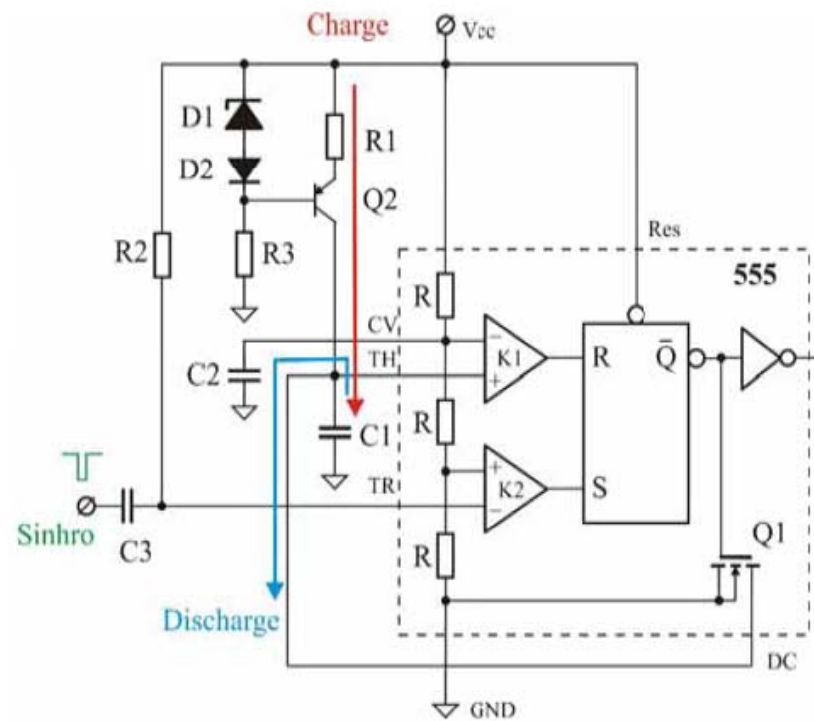 Charge
Vcc
D1
R1
D2
Q2
R2
R3
Res
555
R
CV
K1
R
Q̄
TH
C2
R
C1
K2
S
TR
Sinhro
C3
R
Q1
Discharge
DC
GND